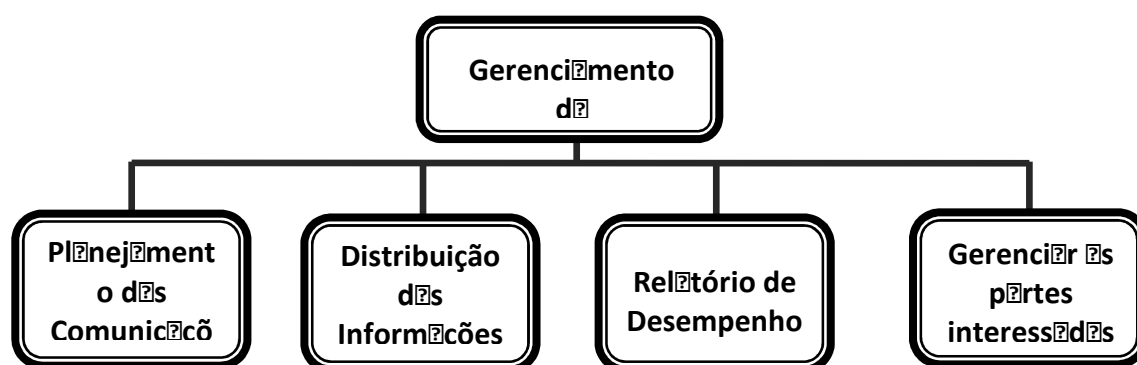 Gerenci⍰mento
d⍰
Pl⍰nej⍰ment
o d⍰s
Comunic⍰cõ
Distribuição
d⍰s
Inform⍰cões
Rel⍰tório de
Desempenho
Gerenci⍰r ⍰s
p⍰rtes
interess⍰d⍰s